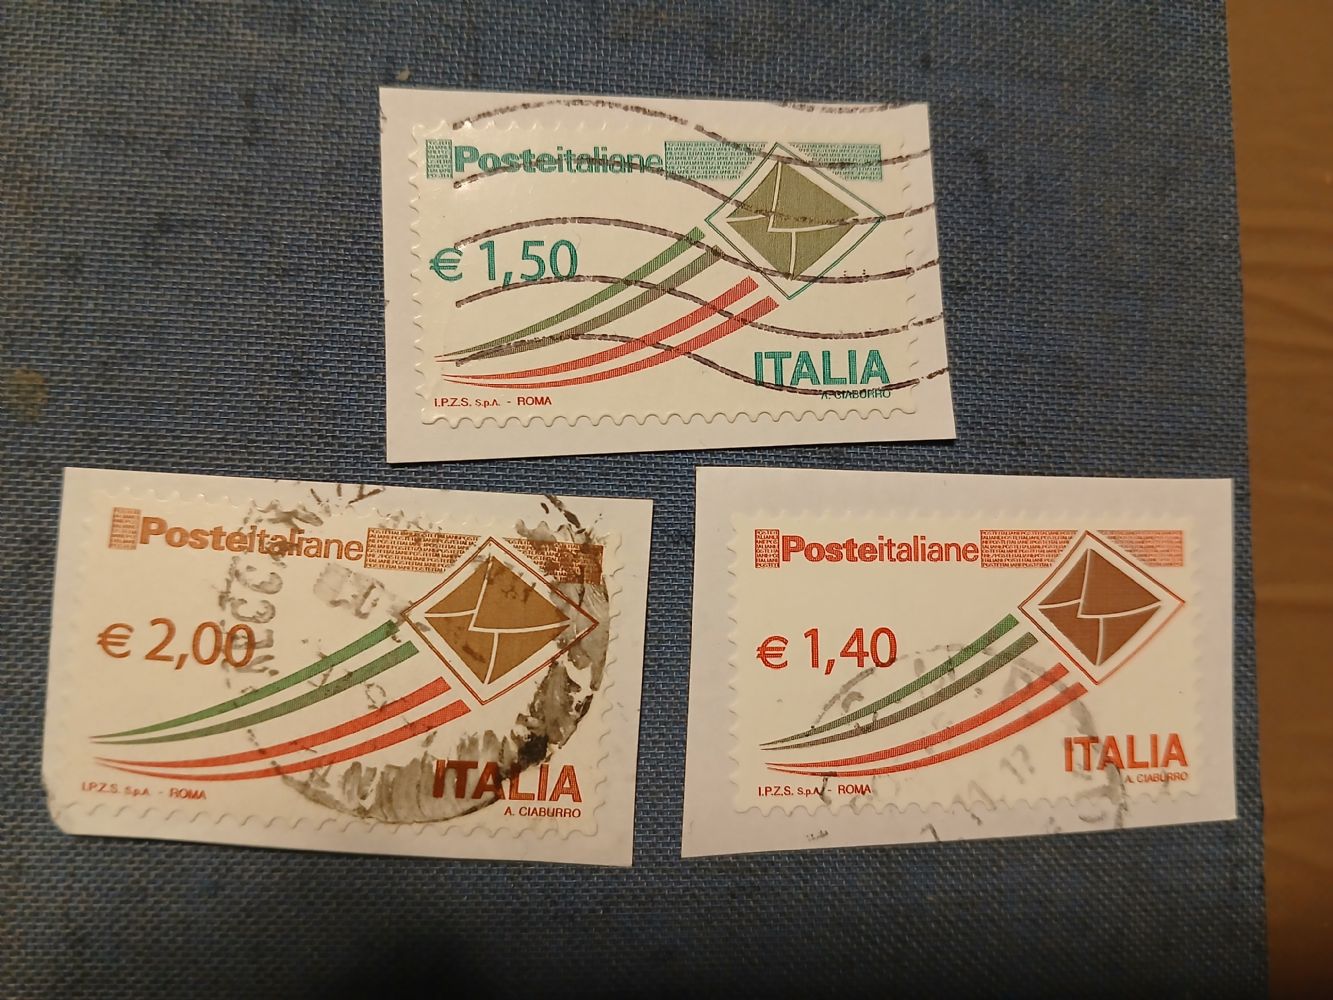 Posteitaliane
€ 1,50
ITALIA
A. CIABURRO
I.P.Z.S. S.p.A. - ROMA
Posteitaliane
€ 2,00
ITALIA
I.P.Z.S. S.p.A. - ROMA
A. CIABURRO
Posteitaliane
€ 1,40
ITALIA
A. CIABURRO
I.P.Z.S. S.p.A. - ROMA